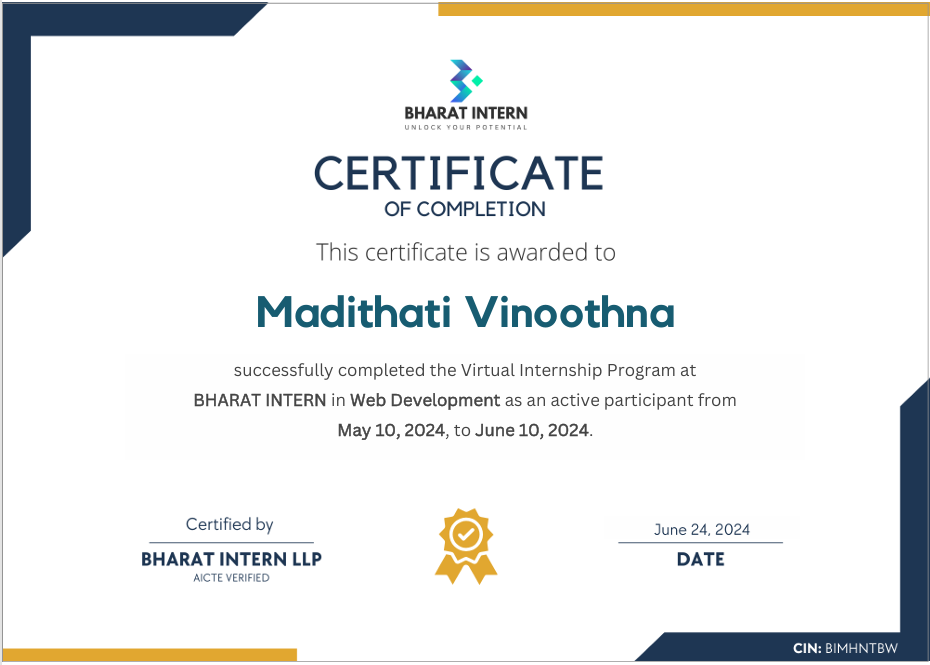 BHARAT INTERN
UNLOCK YOUR POTENTIAL
CERTIFICATE
OF COMPLETION
This certificate is awarded to
Madithati Vinoothna
successfully completed the Virtual Internship Program at
BHARAT INTERN in Web Development as an active participant from
May 10, 2024, to June 10, 2024.
Certified by
BHARAT INTERN LLP
AICTE VERIFIED
June 24, 2024
DATE
CIN: BIMHNTBW